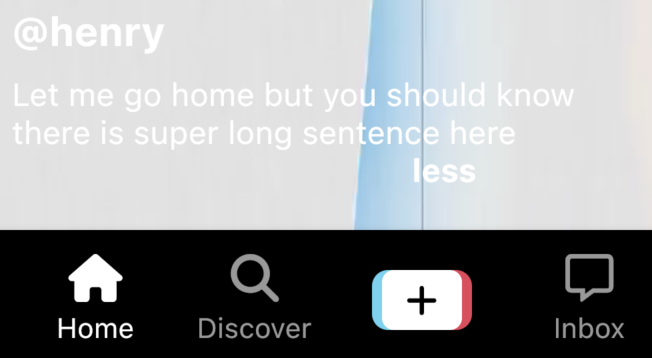 @henry
Let me go home but you should know
there is super long sentence here
less
Home
Discover
Inbox